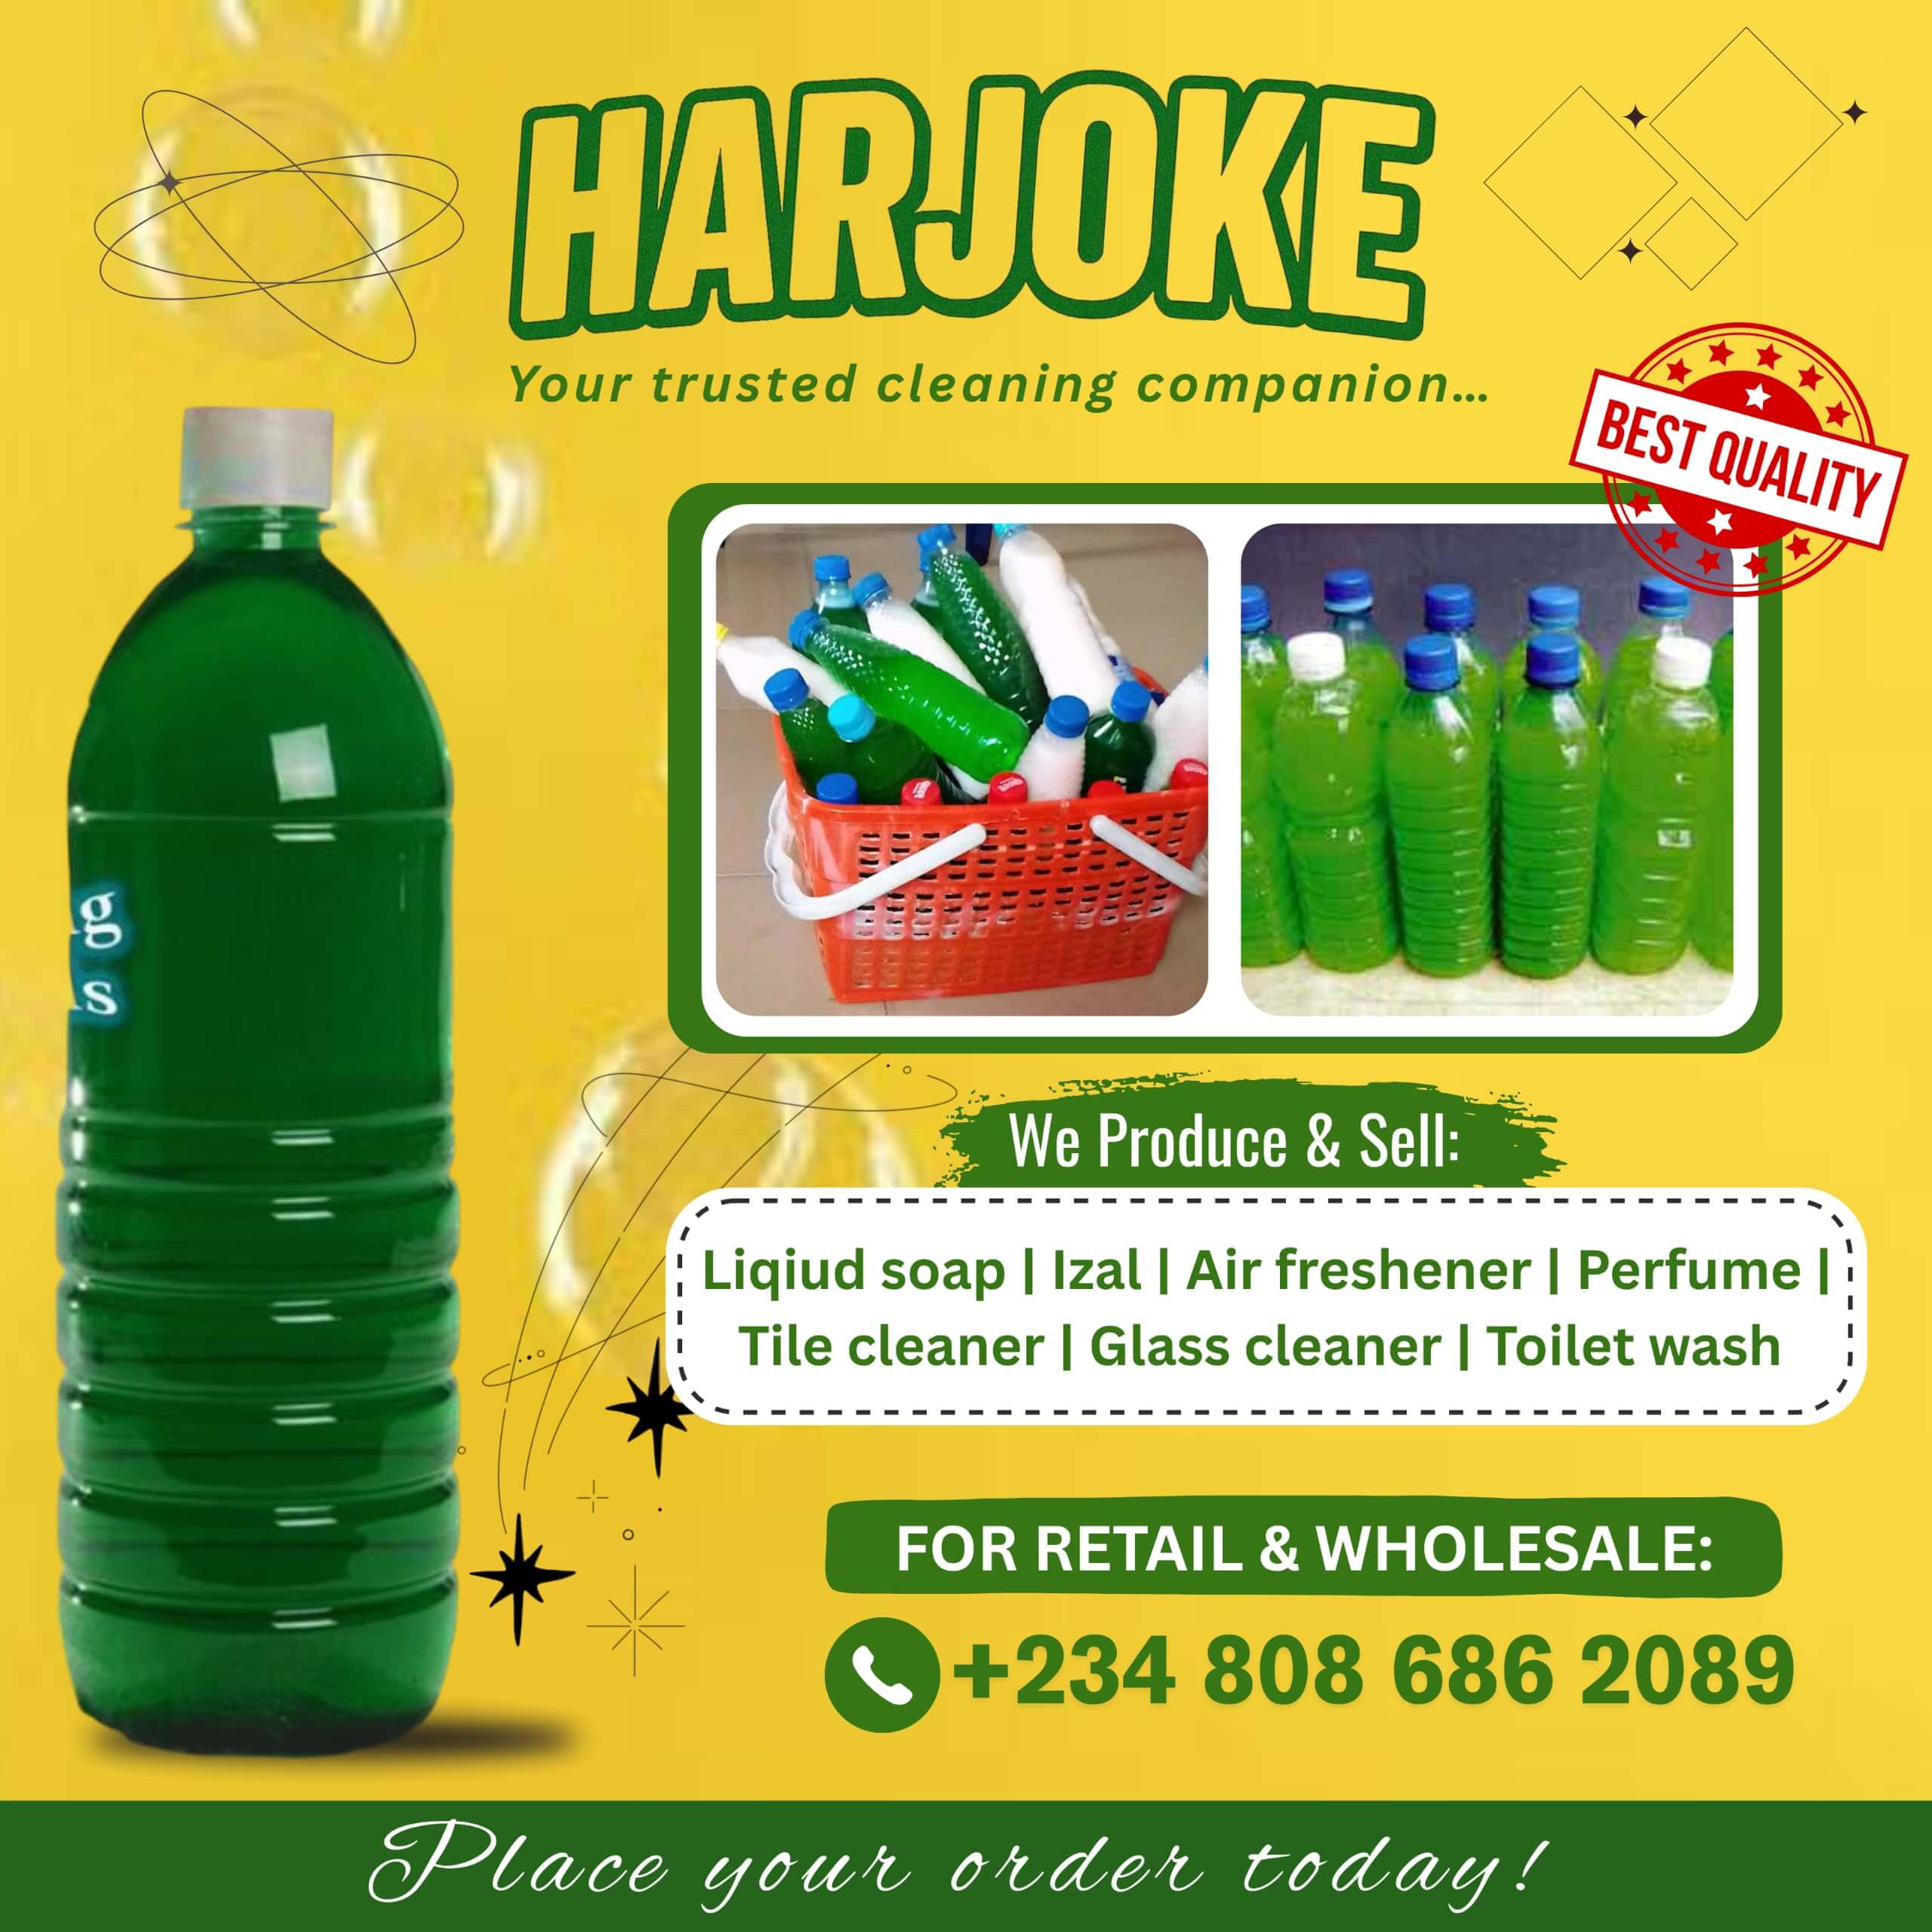 HARJOKE
Your trusted cleaning companion...
BEST QUALITY
g
s
We Produce & Sell:
Liqiud soap | Izal | Air freshener | Perfume |
Tile cleaner | Glass cleaner | Toilet wash
FOR RETAIL & WHOLESALE:
+234 808 686 2089
Place your order today!